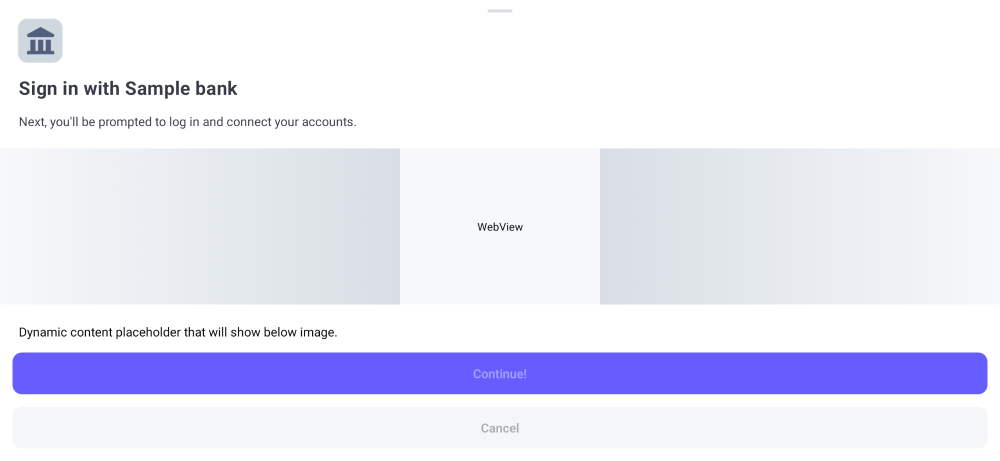 Sign in with Sample bank
Next, you'll be prompted to log in and connect your accounts.
WebView
Dynamic content placeholder that will show below image.
Continue!
Cancel